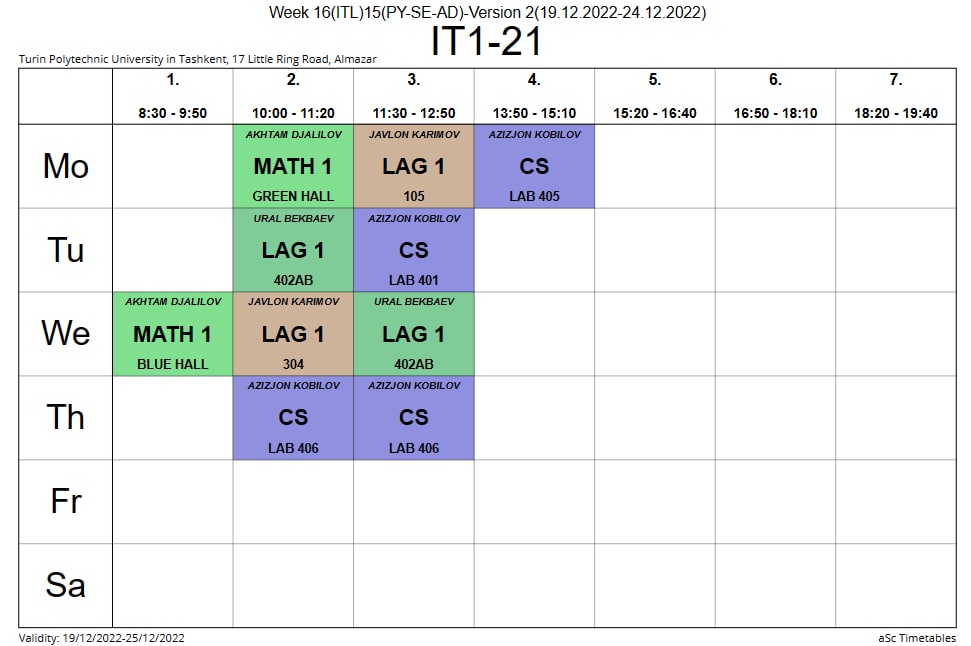 Week 16(ITL)15(PY-SE-AD)-Version 2(19.12.2022-24.12.2022)
IT1-21
Turin Polytechnic University in Tashkent, 17 Little Ring Road, Almazar
1. 2. 3. 4. 5. 6. 7.
8:30 - 9:50 10:00 - 11:20 11:30 - 12:50 13:50 - 15:10 15:20 - 16:40 16:50 - 18:10 18:20 - 19:40
AKHTAM DJALILOV JAVLON KARIMOV AZIZJON KOBILOV
Mo MATH 1 LAG 1 CS
GREEN HALL 105 LAB 405
URAL BEKBAEV AZIZJON KOBILOV
Tu LAG 1 CS
402AB LAB 401
AKHTAM DJALILOV JAVLON KARIMOV URAL BEKBAEV
We MATH 1 LAG 1 LAG 1
BLUE HALL 304 402AB
AZIZJON KOBILOV AZIZJON KOBILOV
Th CS CS
LAB 406 LAB 406
Fr
Sa
Validity: 19/12/2022-25/12/2022 aSc Timetables